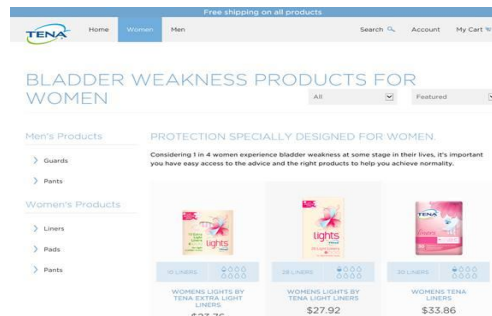 Free shipping on all products
TENA
Home Women Men Search Account My Cart
BLADDER WEAKNESS PRODUCTS FOR
WOMEN
All Featured
Men's Products
Guards
Pants
Women's Products
Liners
Pads
Pants
PROTECTION SPECIALLY DESIGNED FOR WOMEN.
Considering 1 in 4 women experience bladder weakness at some stage in their lives, it's important
you have easy access to the advice and the right products to help you achieve normality.
lights
lights
TENA
liners
LINERS
LINERS
30 LINERS
WOMENS LIGHTS BY
TENA EXTRA LIGHT
LINERS
WOMENS LIGHTS BY
TENA LIGHT LINERS
$27.92
WOMENS TENA
LINERS
$33.86